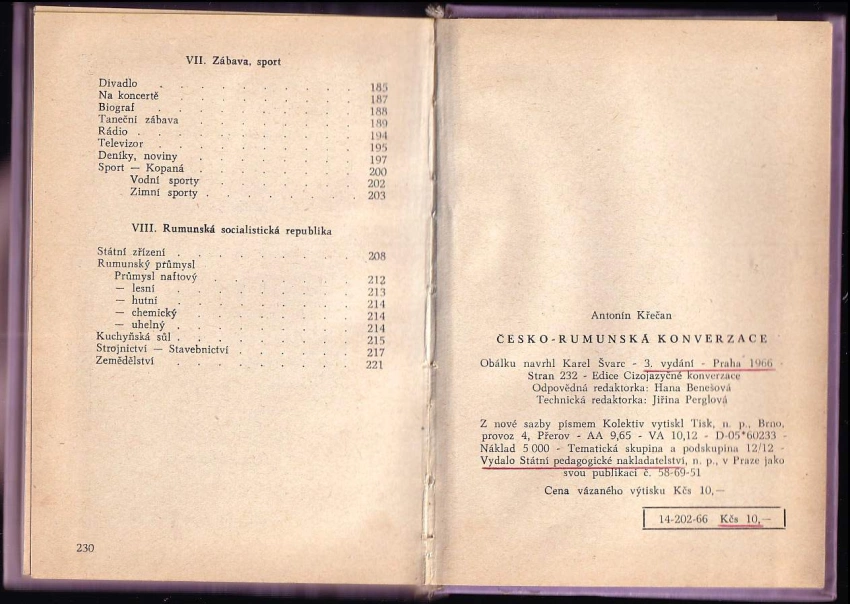 VII. Zábava, sport
Divadlo . . . . . . . . . 185
Na koncertě . . . . . . . . 187
Biograf . . . . . . . . . 188
Taneční zábava . . . . . . . 189
Rádio . . . . . . . . . . 194
Televizor . . . . . . . . . 195
Deníky, noviny . . . . . . . 197
Sport — Kopaná . . . . . . . 200
Vodní sporty . . . . . . . 202
Zimní sporty . . . . . . . 203
VIII. Rumunská socialistická republika
Státní zřízení . . . . . . . . 208
Rumunský průmysl
Průmysl naftový . . . . . . . 212
— lesní . . . . . . . . . 213
— hutní . . . . . . . . . 214
— chemický . . . . . . . . 214
— uhelný . . . . . . . . 214
Kuchyňská sůl . . . . . . . . 215
Strojnictví — Stavebnictví . . . . . 217
Zemědělství . . . . . . . . 221
230
Antonín Křečan
ČESKO-RUMUNSKÁ KONVERZACE
Obálku navrhl Karel Švarc - 3. vydání - Praha 1966 -
Stran 232 - Edice Cizojazyčné konverzace
Odpovědná redaktorka: Hana Benešová
Technická redaktorka: Jiřina Perglová
Z nové sazby písmem Kolektiv vytiskl Tisk, n. p., Brno,
provoz 4, Přerov - AA 9,65 - VA 10,12 - D-05*60233 -
Náklad 5 000 - Tematická skupina a podskupina 12/12 -
Vydalo Státní pedagogické nakladatelství, n. p., v Praze jako
svou publikaci č. 58-69-51
Cena vázaného výtisku Kčs 10,—
14-202-66 Kčs 10,—